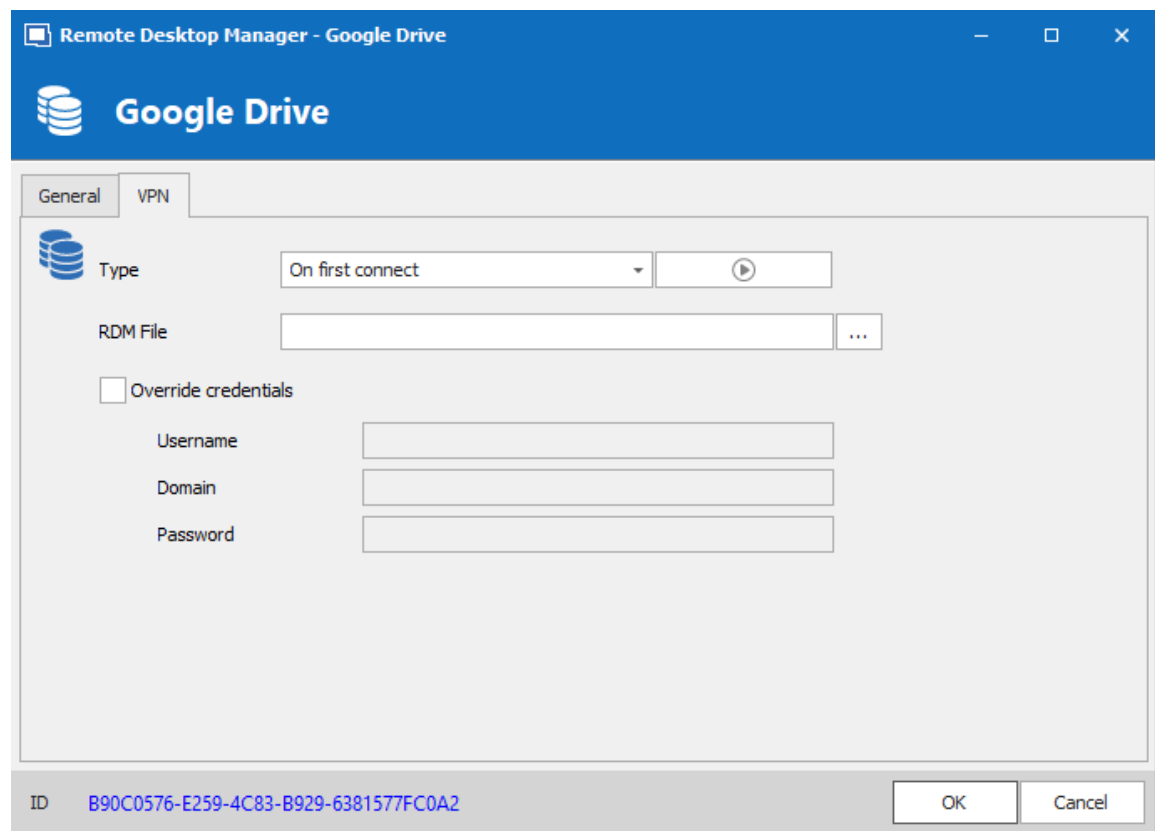 Remote Desktop Manager - Google Drive
Google Drive
General VPN
Type On first connect
RDM File ...
Override credentials
Username
Domain
Password
ID B90C0576-E259-4C83-B929-6381577FC0A2 OK Cancel